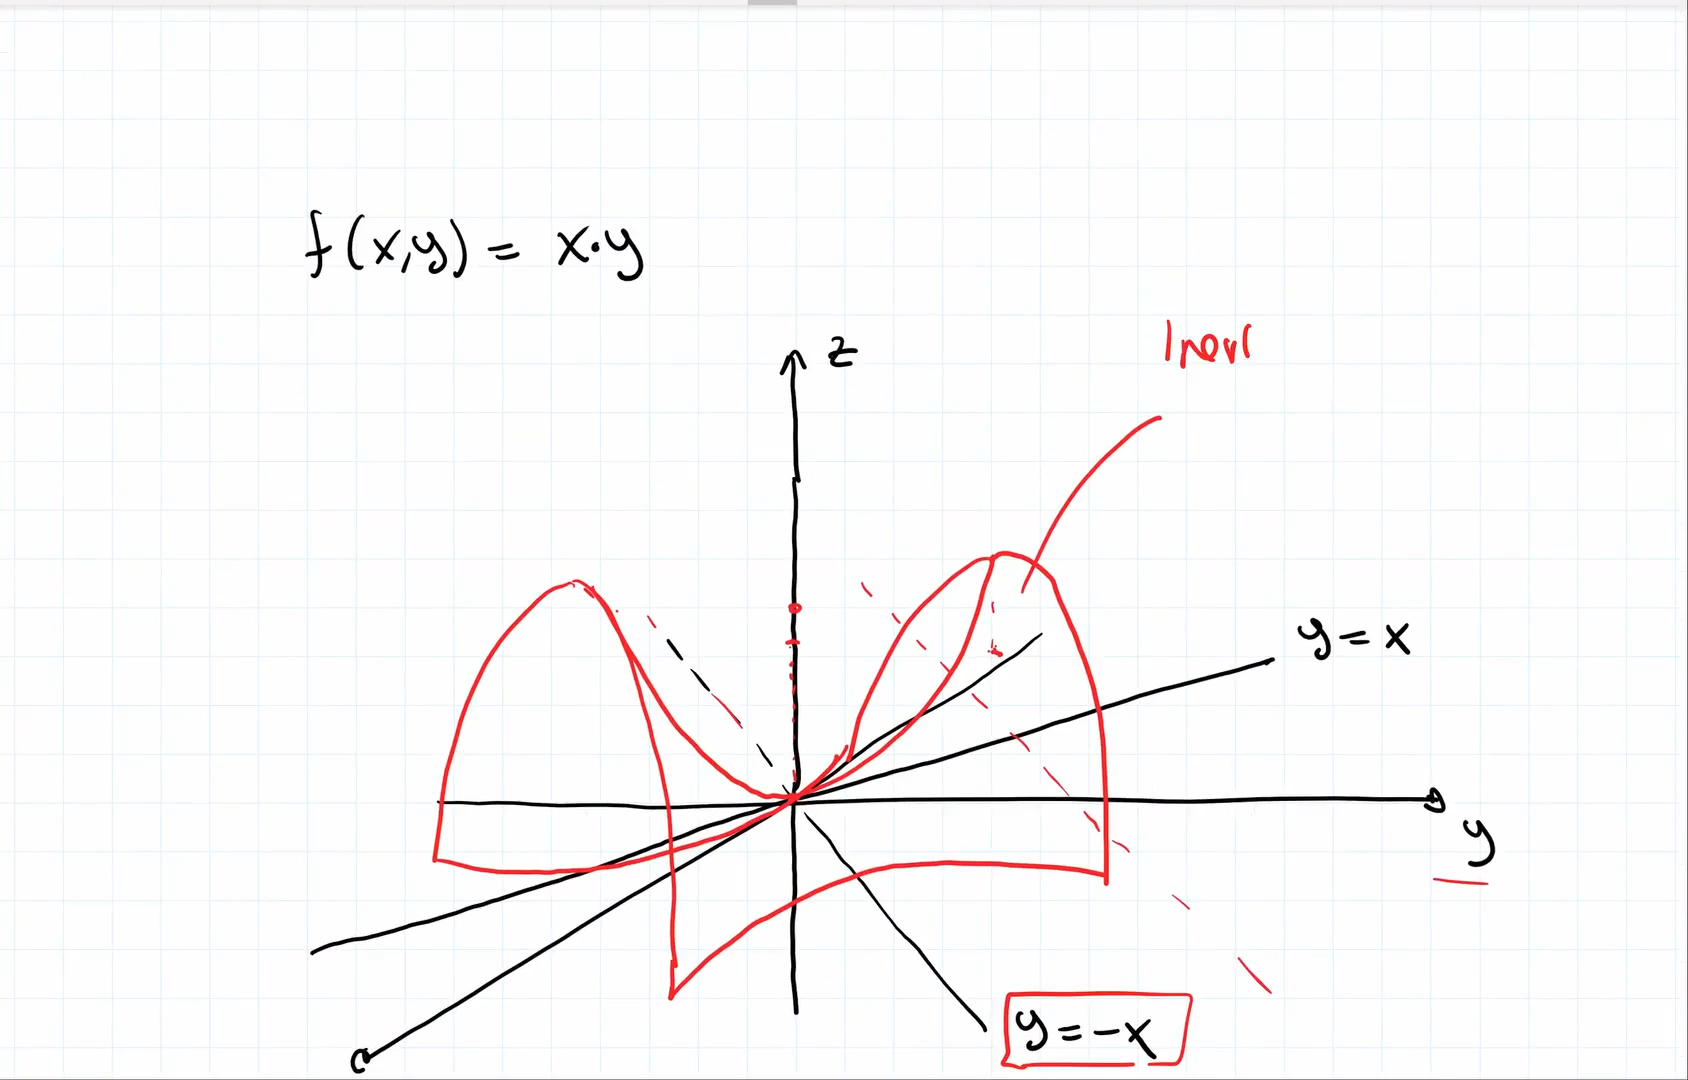 f(x,y) = x·y
z
y = x
y
y = -x